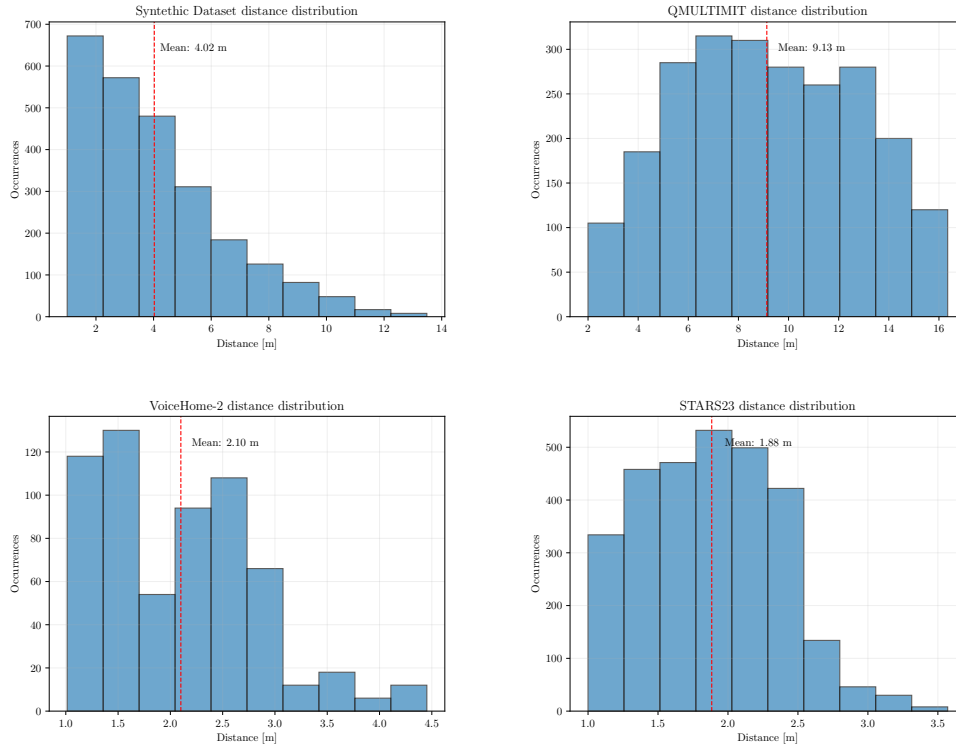 Syntethic Dataset distance distribution
700
600
500
400
300
200
100
0
Occurrences
Mean: 4.02 m
2 4 6 8 10 12 14
Distance [m]
QMULTIMIT distance distribution
300
250
200
150
100
50
0
Occurrences
Mean: 9.13 m
2 4 6 8 10 12 14 16
Distance [m]
VoiceHome-2 distance distribution
120
100
80
60
40
20
0
Occurrences
Mean: 2.10 m
1.0 1.5 2.0 2.5 3.0 3.5 4.0 4.5
Distance [m]
STARS23 distance distribution
500
400
300
200
100
0
Occurrences
Mean: 1.88 m
1.0 1.5 2.0 2.5 3.0 3.5
Distance [m]